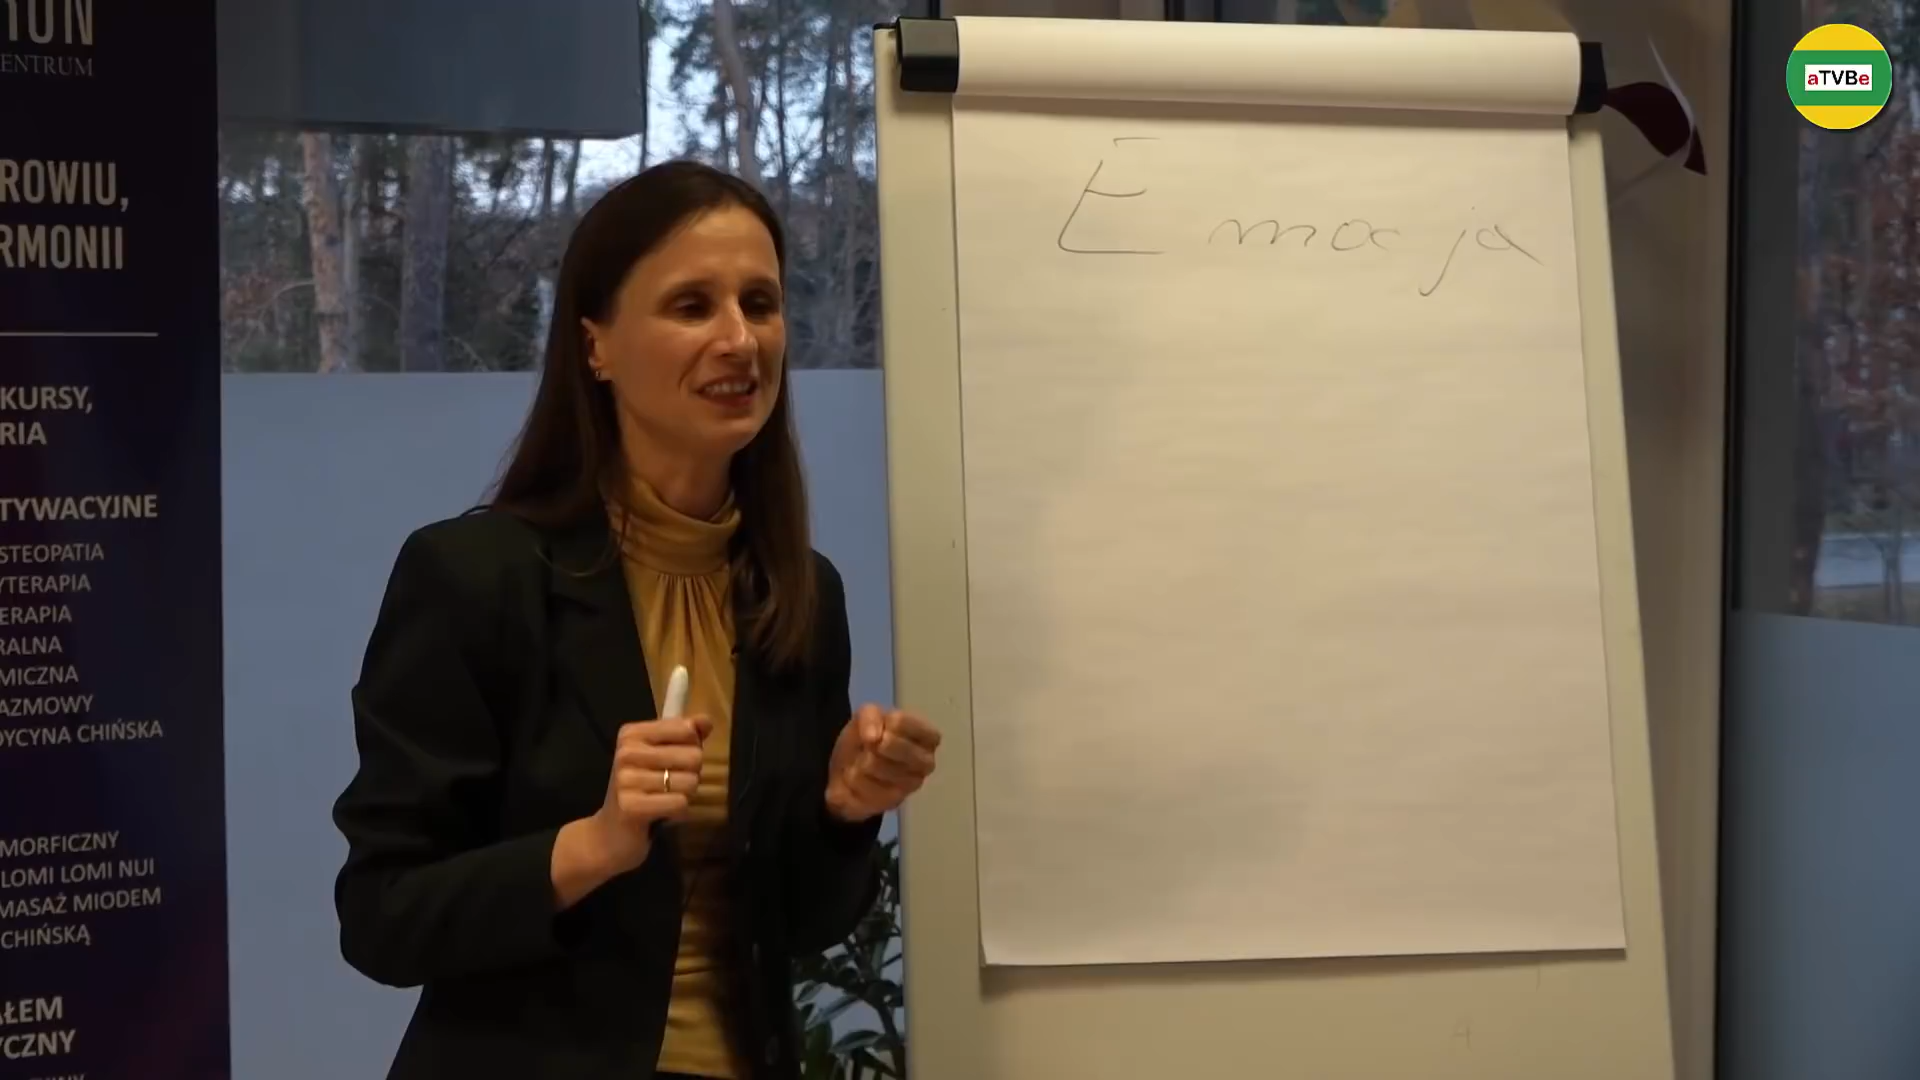 ENTRUM
ROWIU,
RMONII
KURSY,
RIA
TYWACYJNE
STEOPATIA
YTERAPIA
ERAPIA
RALNA
MICZNA
AZMOWY
DYCYNA CHIŃSKA
MORFICZNY
LOMI LOMI NUI
MASAŻ MIODEM
CHIŃSKĄ
AŁEM
YCZNY
Emocja
aTVBe